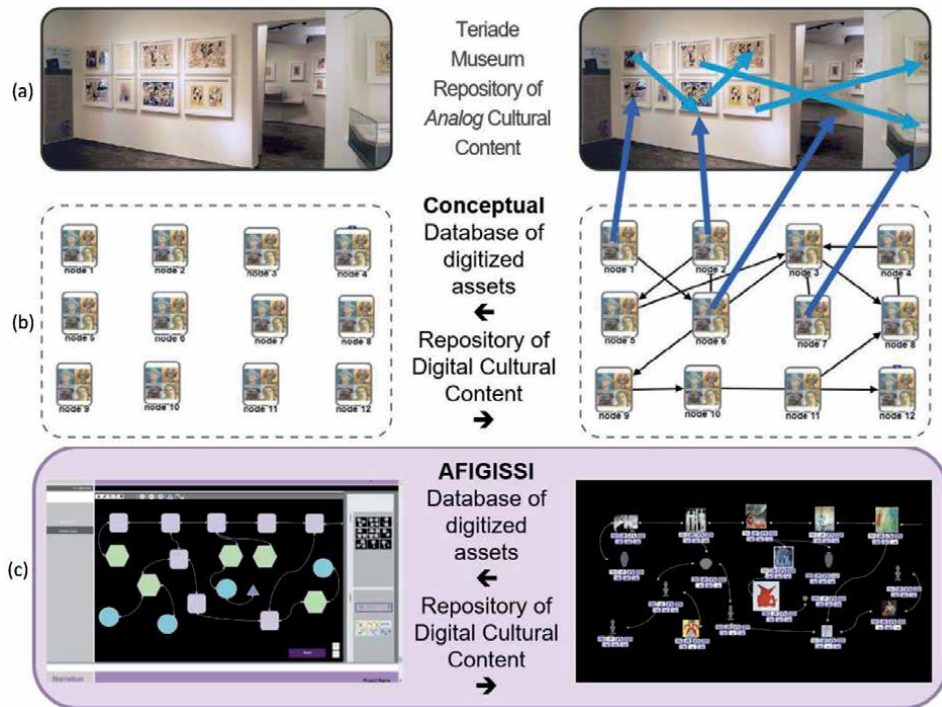 (a)
Teriade
Museum
Repository of
Analog Cultural
Content
(b)
node 1
node 2
node 3
node 4
node 5
node 6
node 7
node 8
node 9
node 10
node 11
node 12
Conceptual
Database of
digitized
assets
←
Repository of
Digital Cultural
Content
→
node 1
node 2
node 3
node 4
node 5
node 6
node 7
node 8
node 9
node 10
node 11
node 12
(c)
Narration
Project Name
AFIGISSI
Database of
digitized
assets
←
Repository of
Digital Cultural
Content
→